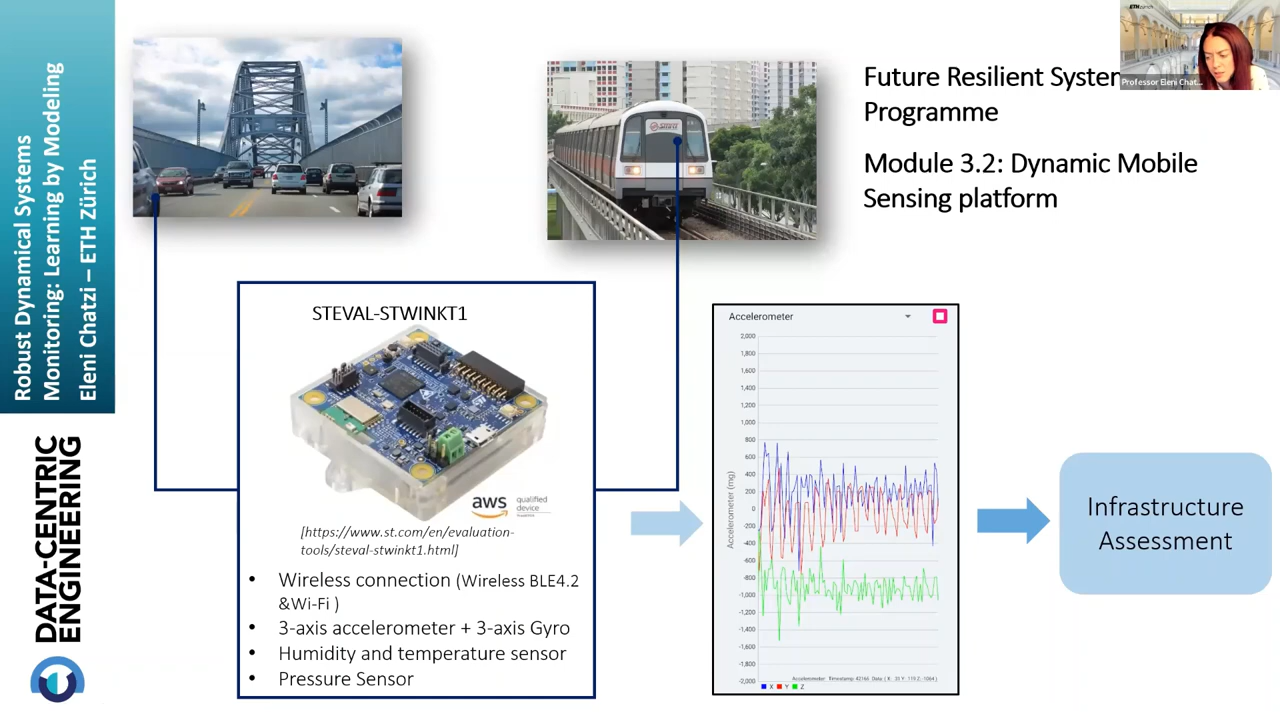 Robust Dynamical Systems
Monitoring: Learning by Modeling
Eleni Chatzi – ETH Zürich
DATA-CENTRIC
ENGINEERING
Future Resilient System
Programme
Module 3.2: Dynamic Mobile
Sensing platform
ETH zürich
Professor Eleni Chat...
STEVAL-STWINKT1
aws
qualified
device
[https://www.st.com/en/evaluation-
tools/steval-stwinkt1.html]
• Wireless connection (Wireless BLE4.2
&Wi-Fi )
• 3-axis accelerometer + 3-axis Gyro
• Humidity and temperature sensor
• Pressure Sensor
Accelerometer
Accelerometer (mg)
2,000
1,800
1,600
1,400
1,200
1,000
800
600
400
200
0
-200
-400
-600
-800
-1,000
-1,200
-1,400
-1,600
-1,800
-2,000
X Y Z
Infrastructure
Assessment